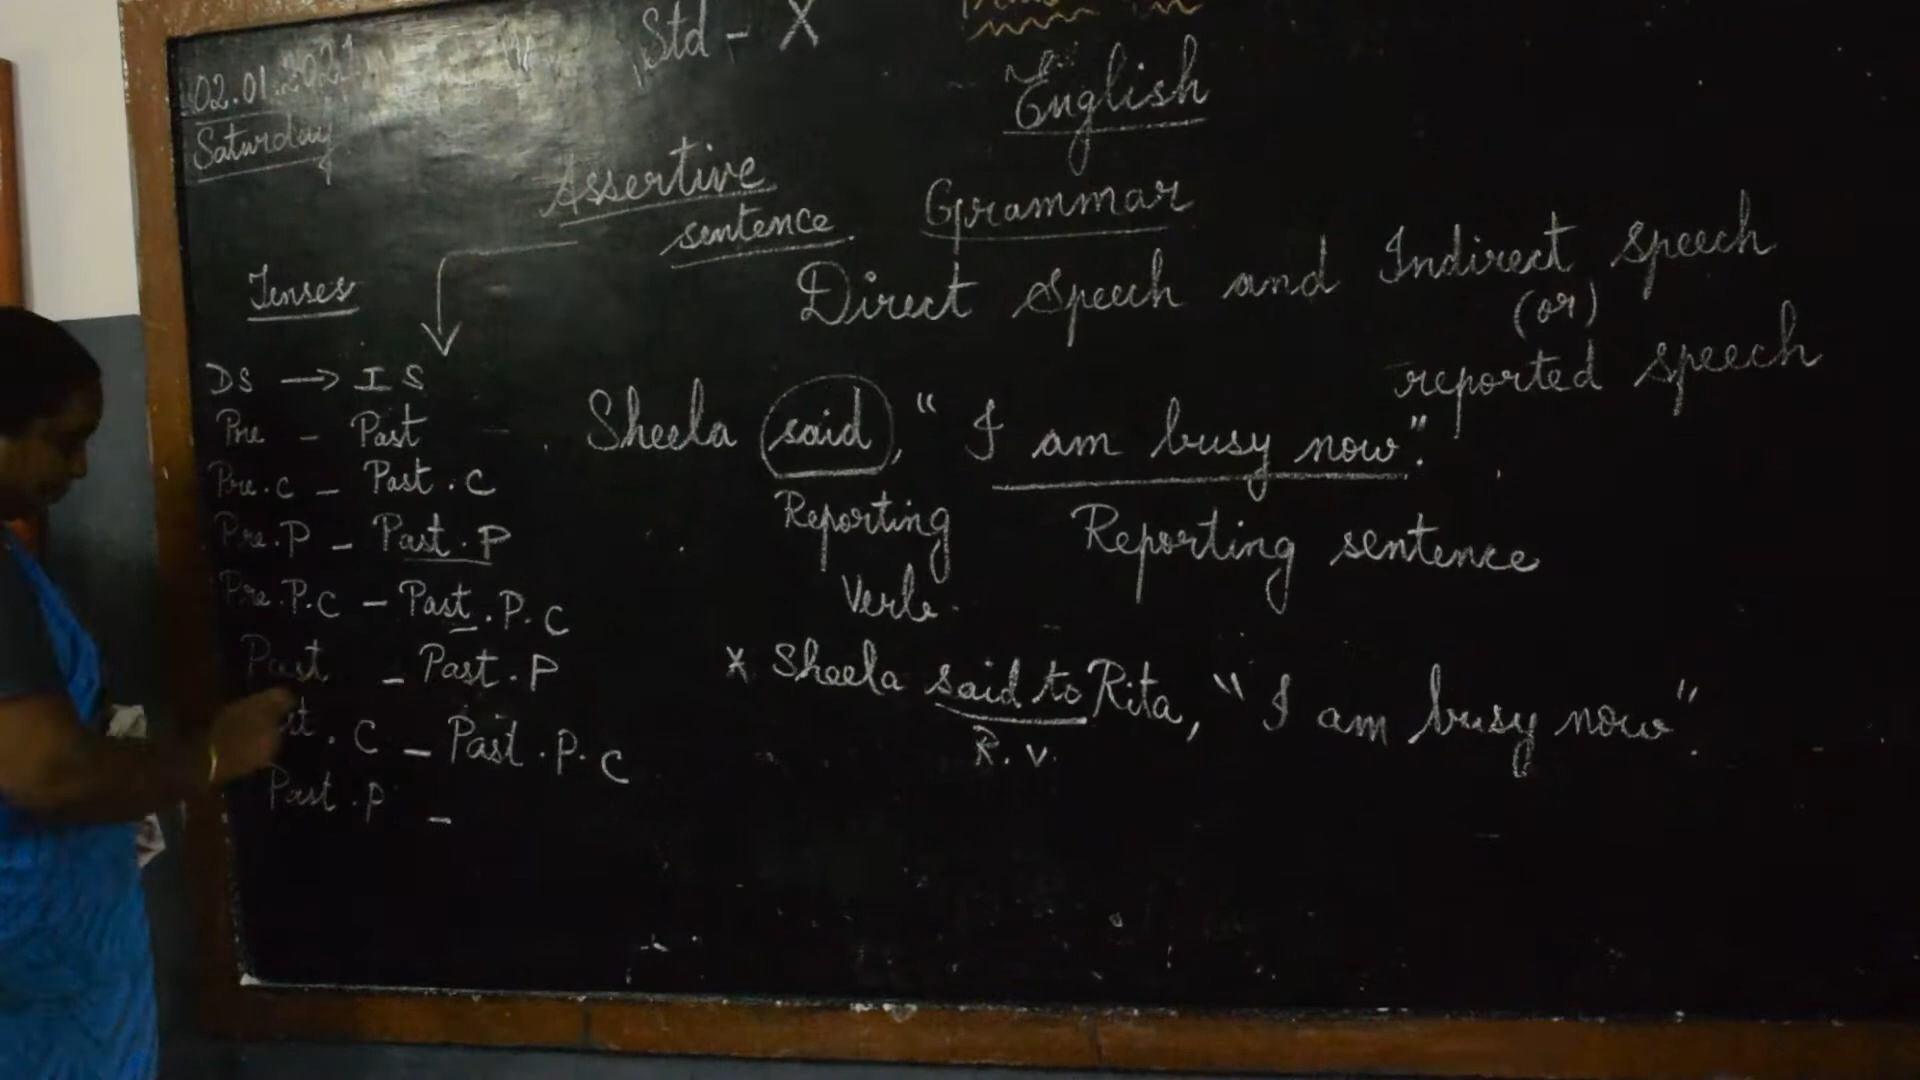 02.01.2021
Saturday
Std - X
English
Assertive
sentence.
Grammar
Direct Speech and Indirect Speech
(or)
reported speech
Tenses
DS → IS
Pre - Past
Pre.C - Past.C
Pre.P - Past.P
Pre.P.C - Past.P.C
Past - Past.P
.C - Past.P.C
Past.P -
Sheela said, "I am busy now".
Reporting
Verb.
Reporting sentence
* Sheela said to Rita, "I am busy now".
R.V.